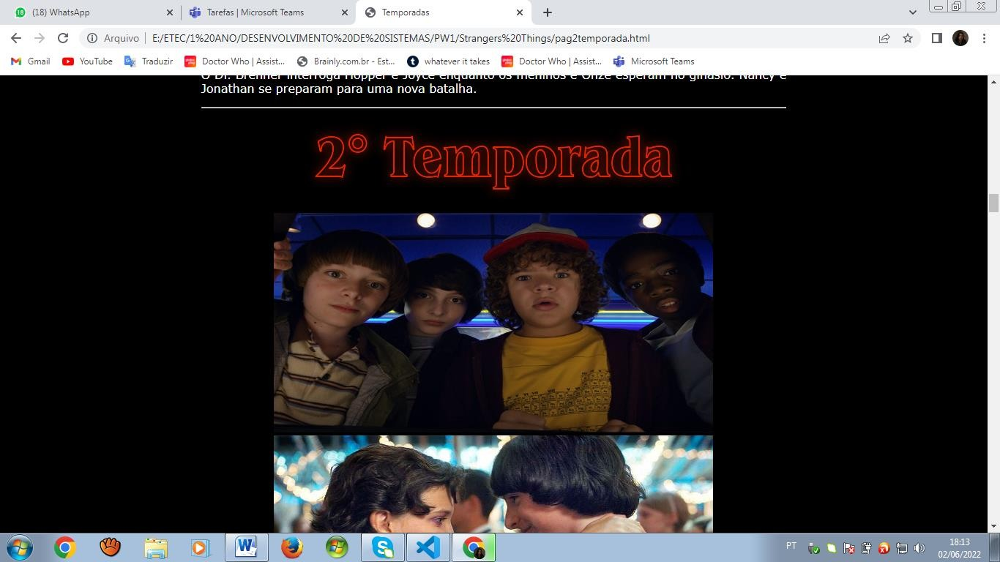 (18) WhatsApp
Tarefas | Microsoft Teams
Temporadas
Arquivo
E:/ETEC/1%20ANO/DESENVOLVIMENTO%20DE%20SISTEMAS/PW1/Strangers%20Things/pag2temporada.html
Gmail
YouTube
Traduzir
Doctor Who | Assist...
Brainly.com.br - Est...
whatever it takes
Doctor Who | Assist...
Microsoft Teams
O Dr. Brenner interroga Hopper e Joyce enquanto os meninos e Onze esperam no ginásio. Nancy e
Jonathan se preparam para uma nova batalha.
2° Temporada
PT
18:13
02/06/2022